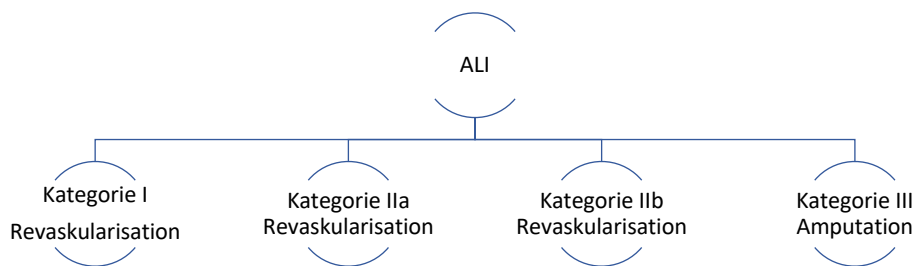 ALI
Kategorie I
Revaskularisation
Kategorie IIa
Revaskularisation
Kategorie IIb
Revaskularisation
Kategorie III
Amputation